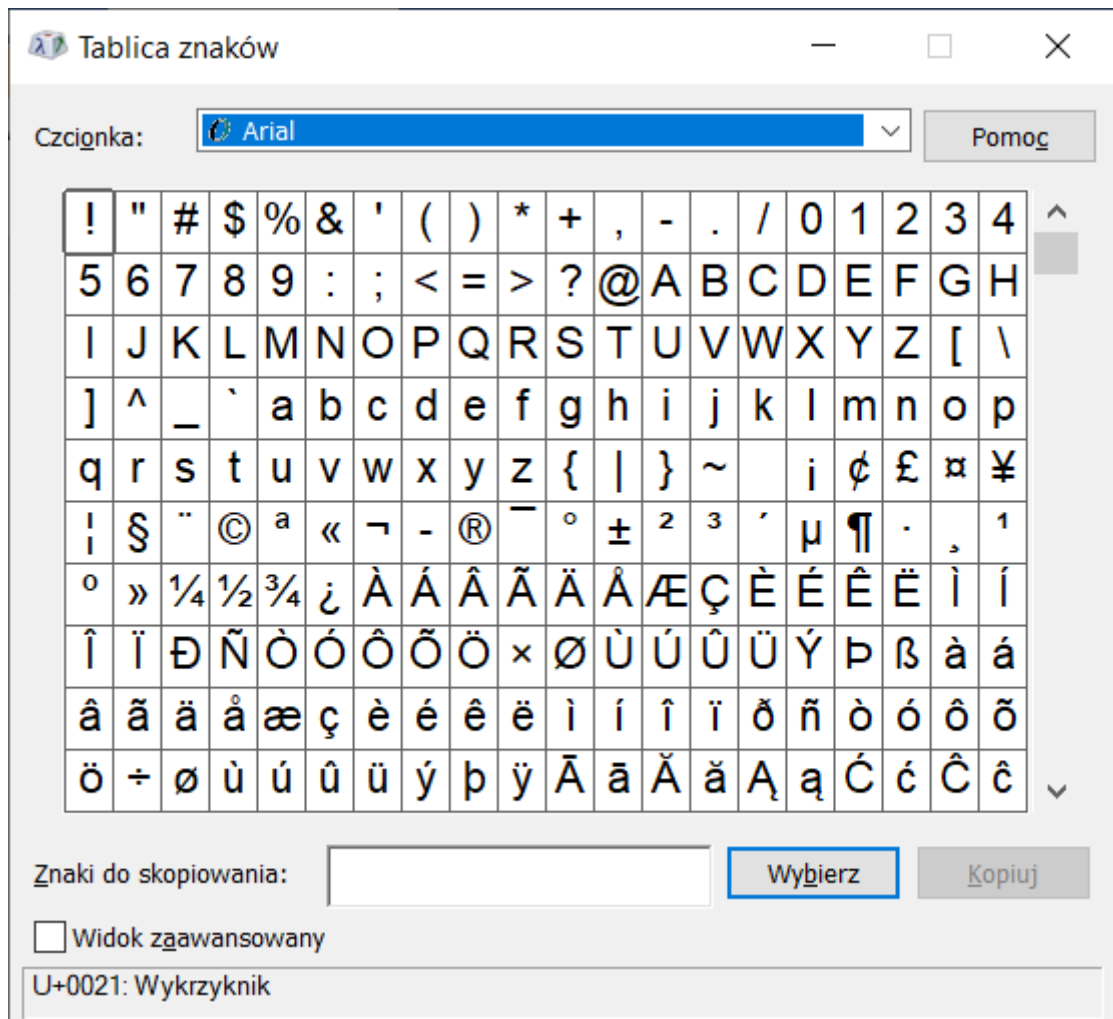 Tablica znaków
Czcionka: Arial Pomoc
! " # $ % & ' ( ) * + , - . / 0 1 2 3 4
5 6 7 8 9 : ; < = > ? @ A B C D E F G H
I J K L M N O P Q R S T U V W X Y Z [ \
] ^ _ ` a b c d e f g h i j k l m n o p
q r s t u v w x y z { | } ~ ¡ ¢ £ ¤ ¥
¦ § ¨ © ª « ¬ - ® ¯ ° ± ² ³ ´ µ ¶ · ¸ ¹
º » ¼ ½ ¾ ¿ À Á Â Ã Ä Å Æ Ç È É Ê Ë Ì Í
Î Ï Ð Ñ Ò Ó Ô Õ Ö × Ø Ù Ú Û Ü Ý Þ ß à á
â ã ä å æ ç è é ê ë ì í î ï ð ñ ò ó ô õ
ö ÷ ø ù ú û ü ý þ ÿ Ā ā Ă ă Ą ą Ć ć Ĉ ĉ
Znaki do skopiowania: Wybierz Kopiuj
Widok zaawansowany
U+0021: Wykrzyknik